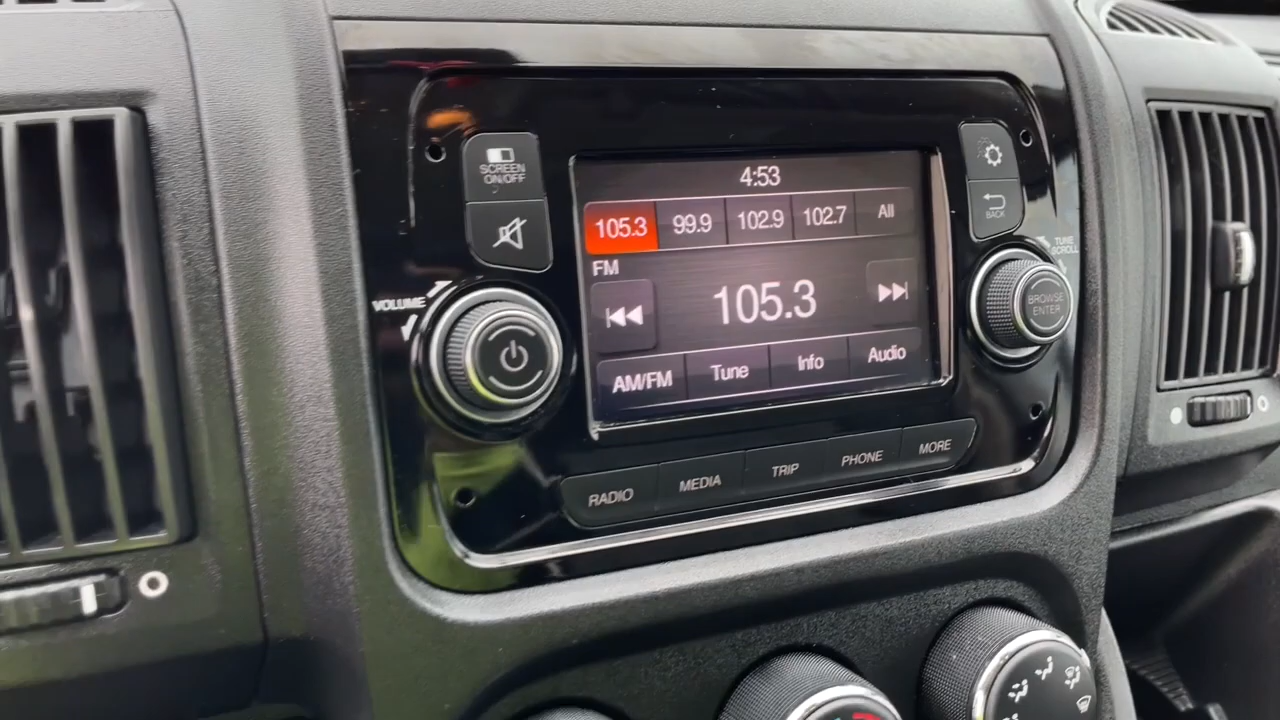 SCREEN
ON/OFF
VOLUME
4:53
105.3 99.9 102.9 102.7 All
FM
105.3
AM/FM Tune Info Audio
BACK
TUNE
SCROLL
BROWSE
ENTER
RADIO MEDIA TRIP PHONE MORE